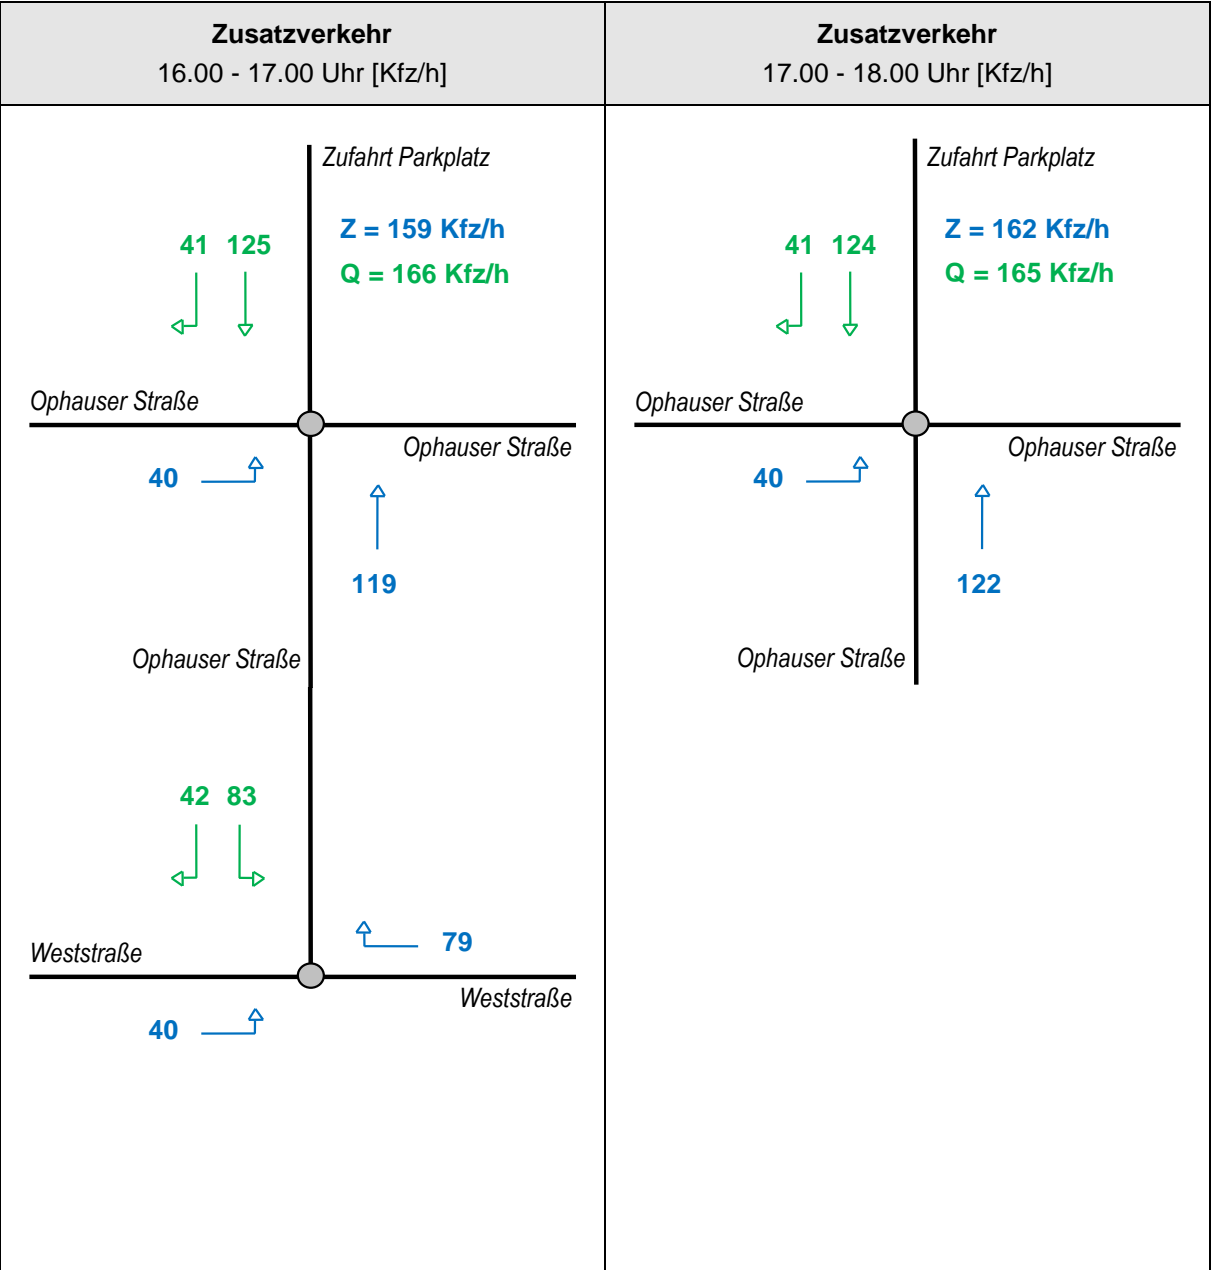 Zusatzverkehr
16.00 - 17.00 Uhr [Kfz/h]
Zufahrt Parkplatz
Z = 159 Kfz/h
41 125
Q = 166 Kfz/h
Ophauser Straße
Ophauser Straße
40
119
Ophauser Straße
42 83
79
Weststraße
Weststraße
40
Zusatzverkehr
17.00 - 18.00 Uhr [Kfz/h]
Zufahrt Parkplatz
Z = 162 Kfz/h
41 124
Q = 165 Kfz/h
Ophauser Straße
Ophauser Straße
40
122
Ophauser Straße